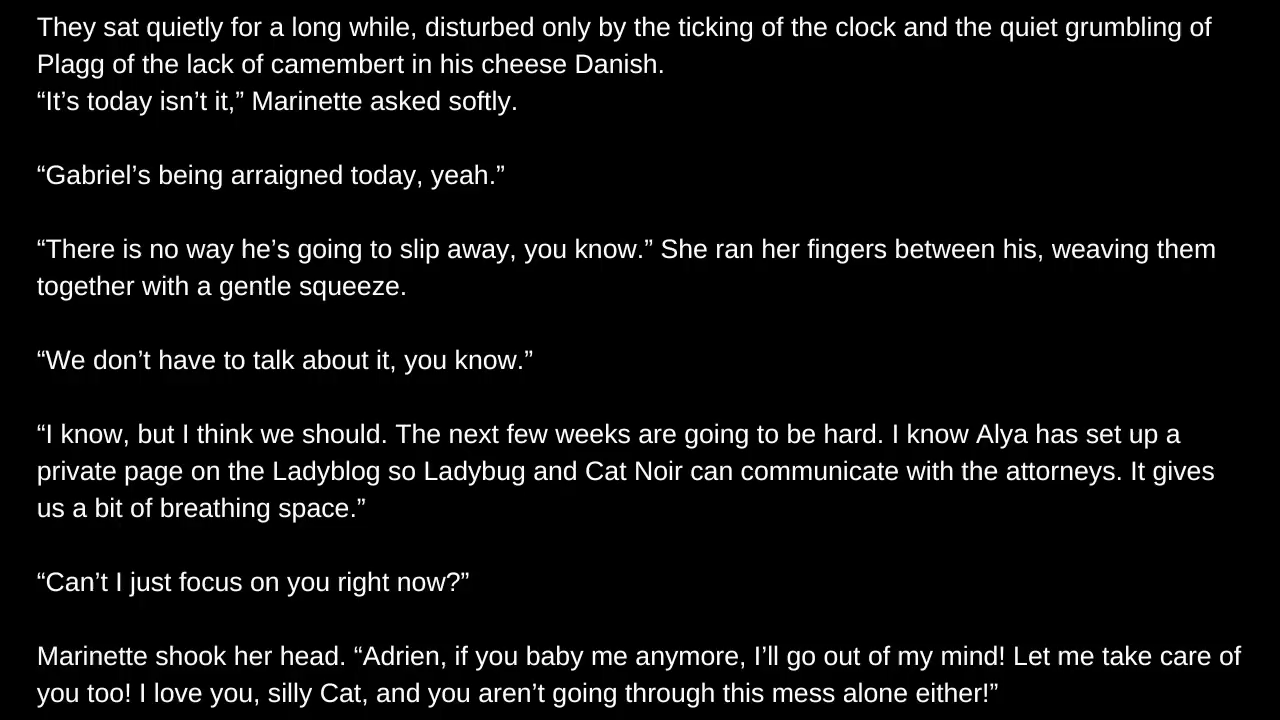 They sat quietly for a long while, disturbed only by the ticking of the clock and the quiet grumbling of
Plagg of the lack of camembert in his cheese Danish.
“It’s today isn’t it,” Marinette asked softly.
“Gabriel’s being arraigned today, yeah.”
“There is no way he’s going to slip away, you know.” She ran her fingers between his, weaving them
together with a gentle squeeze.
“We don’t have to talk about it, you know.”
“I know, but I think we should. The next few weeks are going to be hard. I know Alya has set up a
private page on the Ladyblog so Ladybug and Cat Noir can communicate with the attorneys. It gives
us a bit of breathing space.”
“Can’t I just focus on you right now?”
Marinette shook her head. “Adrien, if you baby me anymore, I’ll go out of my mind! Let me take care of
you too! I love you, silly Cat, and you aren’t going through this mess alone either!”